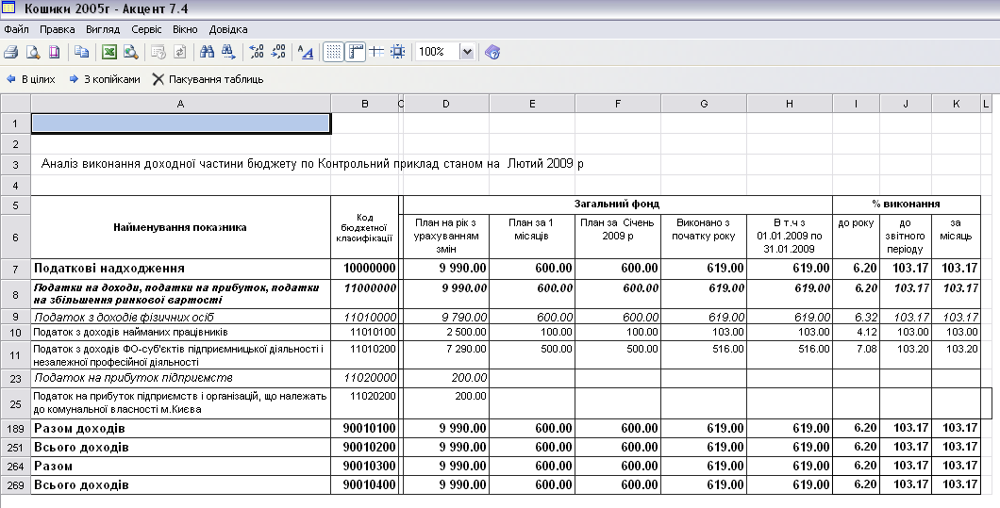 Кошики 2005г - Акцент 7.4
Файл Правка Вигляд Сервіс Вікно Довідка
100%
В цілих З копійками Пакування таблиць
A B C D E F G H I J K L
1
2
3 Аналіз виконання доходної частини бюджету по Контрольний приклад станом на Лютий 2009 р
4
5 Загальний фонд % виконання
6 Найменування показника
Код бюджетної класифікації
План на рік з урахуванням змін
План за 1 місяців
План за Січень 2009 р
Виконано з початку року
В т.ч з 01.01.2009 по 31.01.2009
до року
до звітного періоду
за місяць
7 Податкові надходження 10000000 9 990.00 600.00 600.00 619.00 619.00 6.20 103.17 103.17
8 Податки на доходи, податки на прибуток, податки на збільшення ринкової вартості 11000000 9 990.00 600.00 600.00 619.00 619.00 6.20 103.17 103.17
9 Податок з доходів фізичних осіб 11010000 9 790.00 600.00 600.00 619.00 619.00 6.32 103.17 103.17
10 Податок з доходів найманих працівників 11010100 2 500.00 100.00 100.00 103.00 103.00 4.12 103.00 103.00
11 Податок з доходів ФО-суб'єктів підприємницької діяльності і незалежної професійної діяльності 11010200 7 290.00 500.00 500.00 516.00 516.00 7.08 103.20 103.20
23 Податок на прибуток підприємств 11020000 200.00
25 Податок на прибуток підприємств і організацій, що належать до комунальної власності м.Києва 11020200 200.00
189 Разом доходів 90010100 9 990.00 600.00 600.00 619.00 619.00 6.20 103.17 103.17
251 Всього доходів 90010200 9 990.00 600.00 600.00 619.00 619.00 6.20 103.17 103.17
264 Разом 90010300 9 990.00 600.00 600.00 619.00 619.00 6.20 103.17 103.17
269 Всього доходів 90010400 9 990.00 600.00 600.00 619.00 619.00 6.20 103.17 103.17